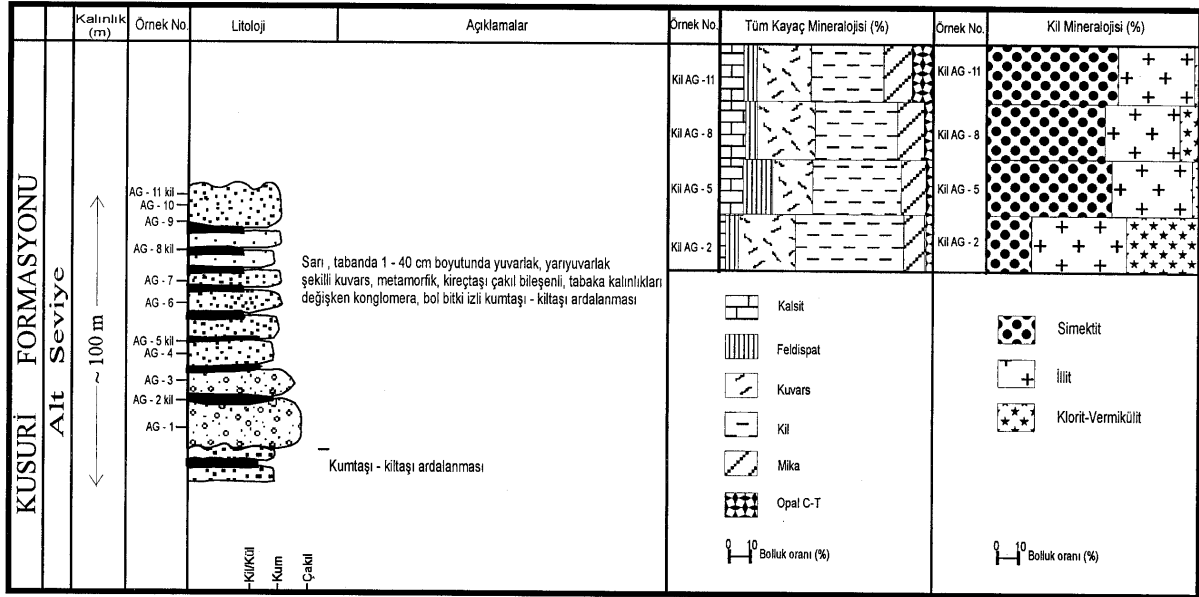 Kalınlık
(m)
Örnek No.
Litoloji
Açıklamalar
Örnek No.
Tüm Kayaç Mineralojisi (%)
Örnek No.
Kil Mineralojisi (%)
KUSURİ FORMASYONU
Alt Seviye
~ 100 m
AG - 11 kil
AG - 10
AG - 9
AG - 8 kil
AG - 7
AG - 6
AG - 5 kil
AG - 4
AG - 3
AG - 2 kil
AG - 1
Sarı , tabanda 1 - 40 cm boyutunda yuvarlak, yarıyuvarlak
şekilli kuvars, metamorfik, kireçtaşı çakıl bileşenli, tabaka kalınlıkları
değişken konglomera, bol bitki izli kumtaşı - kiltaşı ardalanması
Kumtaşı - kiltaşı ardalanması
Kil/Kül
Kum
Çakıl
Kil AG -11
Kil AG - 8
Kil AG - 5
Kil AG - 2
Kalsit
Feldispat
Kuvars
Kil
Mika
Opal C-T
0 10
Bolluk oranı (%)
Kil AG -11
Kil AG - 8
Kil AG - 5
Kil AG - 2
Simektit
İllit
Klorit-Vermikülit
0 10
Bolluk oranı (%)